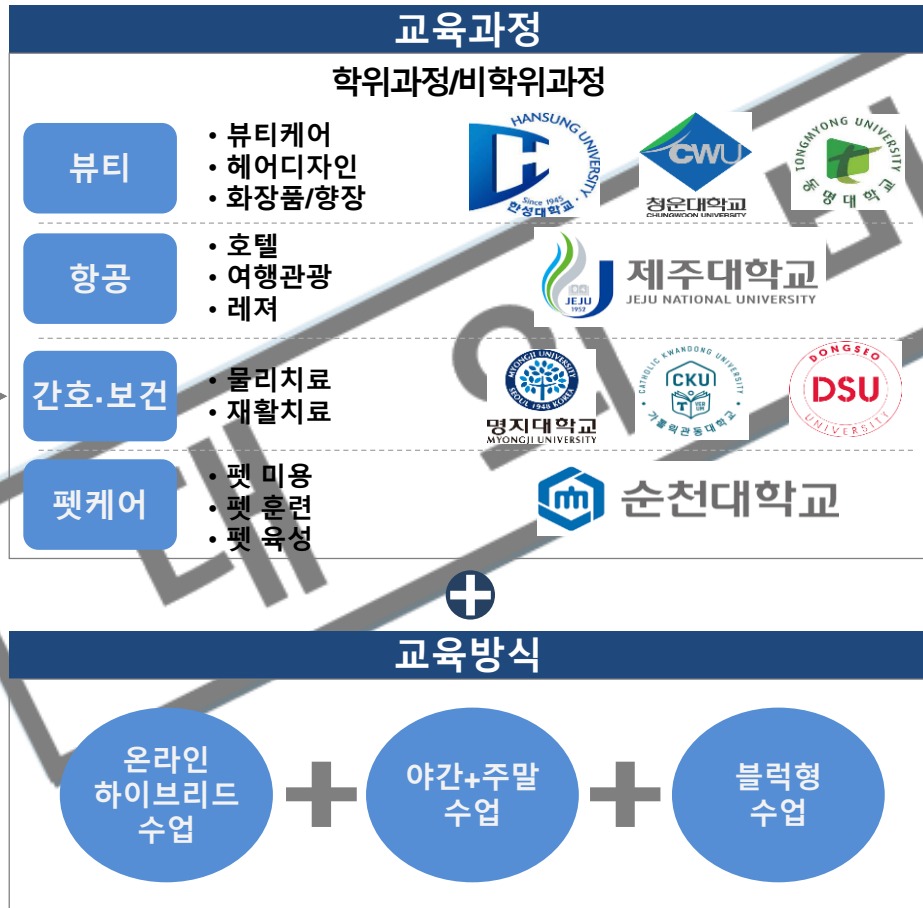 교육과정
학위과정/비학위과정
뷰티
• 뷰티케어
• 헤어디자인
• 화장품/향장
HANSUNG UNIVERSITY
Since 1945
한성대학교
CWU
청운대학교
CHUNGWOON UNIVERSITY
TONGMYONG UNIVERSITY
동명대학교
항공
• 호텔
• 여행관광
• 레져
JEJU
1952
제주대학교
JEJU NATIONAL UNIVERSITY
간호·보건
• 물리치료
• 재활치료
MYONGJI UNIVERSITY
SEOUL 1948 KOREA
명지대학교
MYONGJI UNIVERSITY
CATHOLIC KWANDONG UNIVERSITY
CKU
가톨릭관동대학교
DONGSEO
DSU
UNIVERSITY
펫케어
• 펫 미용
• 펫 훈련
• 펫 육성
순천대학교
교육방식
온라인
하이브리드
수업
+
야간+주말
수업
+
블럭형
수업